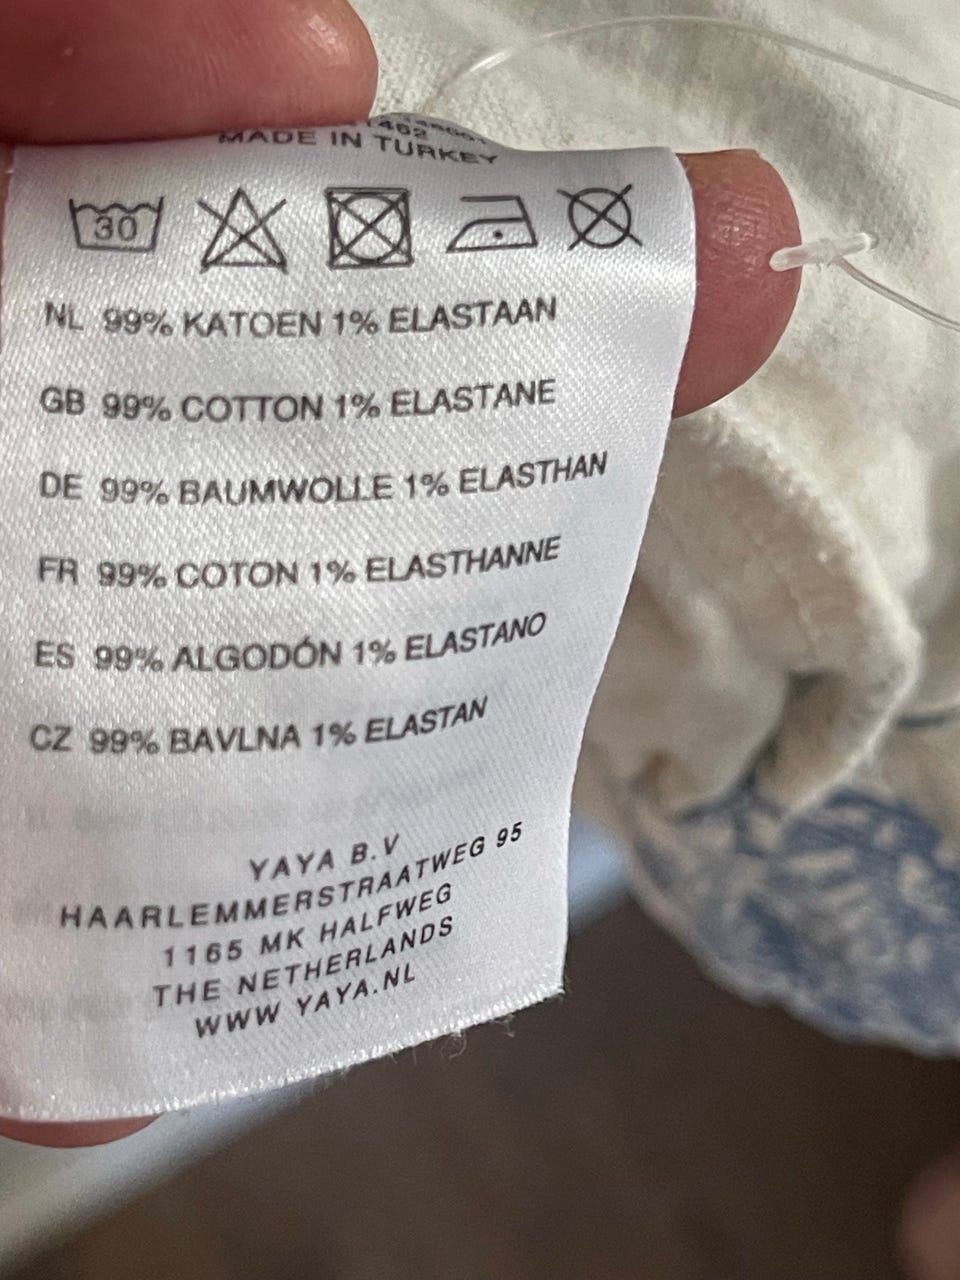 1462
MADE IN TURKEY
30
NL 99% KATOEN 1% ELASTAAN
GB 99% COTTON 1% ELASTANE
DE 99% BAUMWOLLE 1% ELASTHAN
FR 99% COTON 1% ELASTHANNE
ES 99% ALGODÓN 1% ELASTANO
CZ 99% BAVLNA 1% ELASTAN
YAYA B.V
HAARLEMMERSTRAATWEG 95
1165 MK HALFWEG
THE NETHERLANDS
WWW YAYA.NL